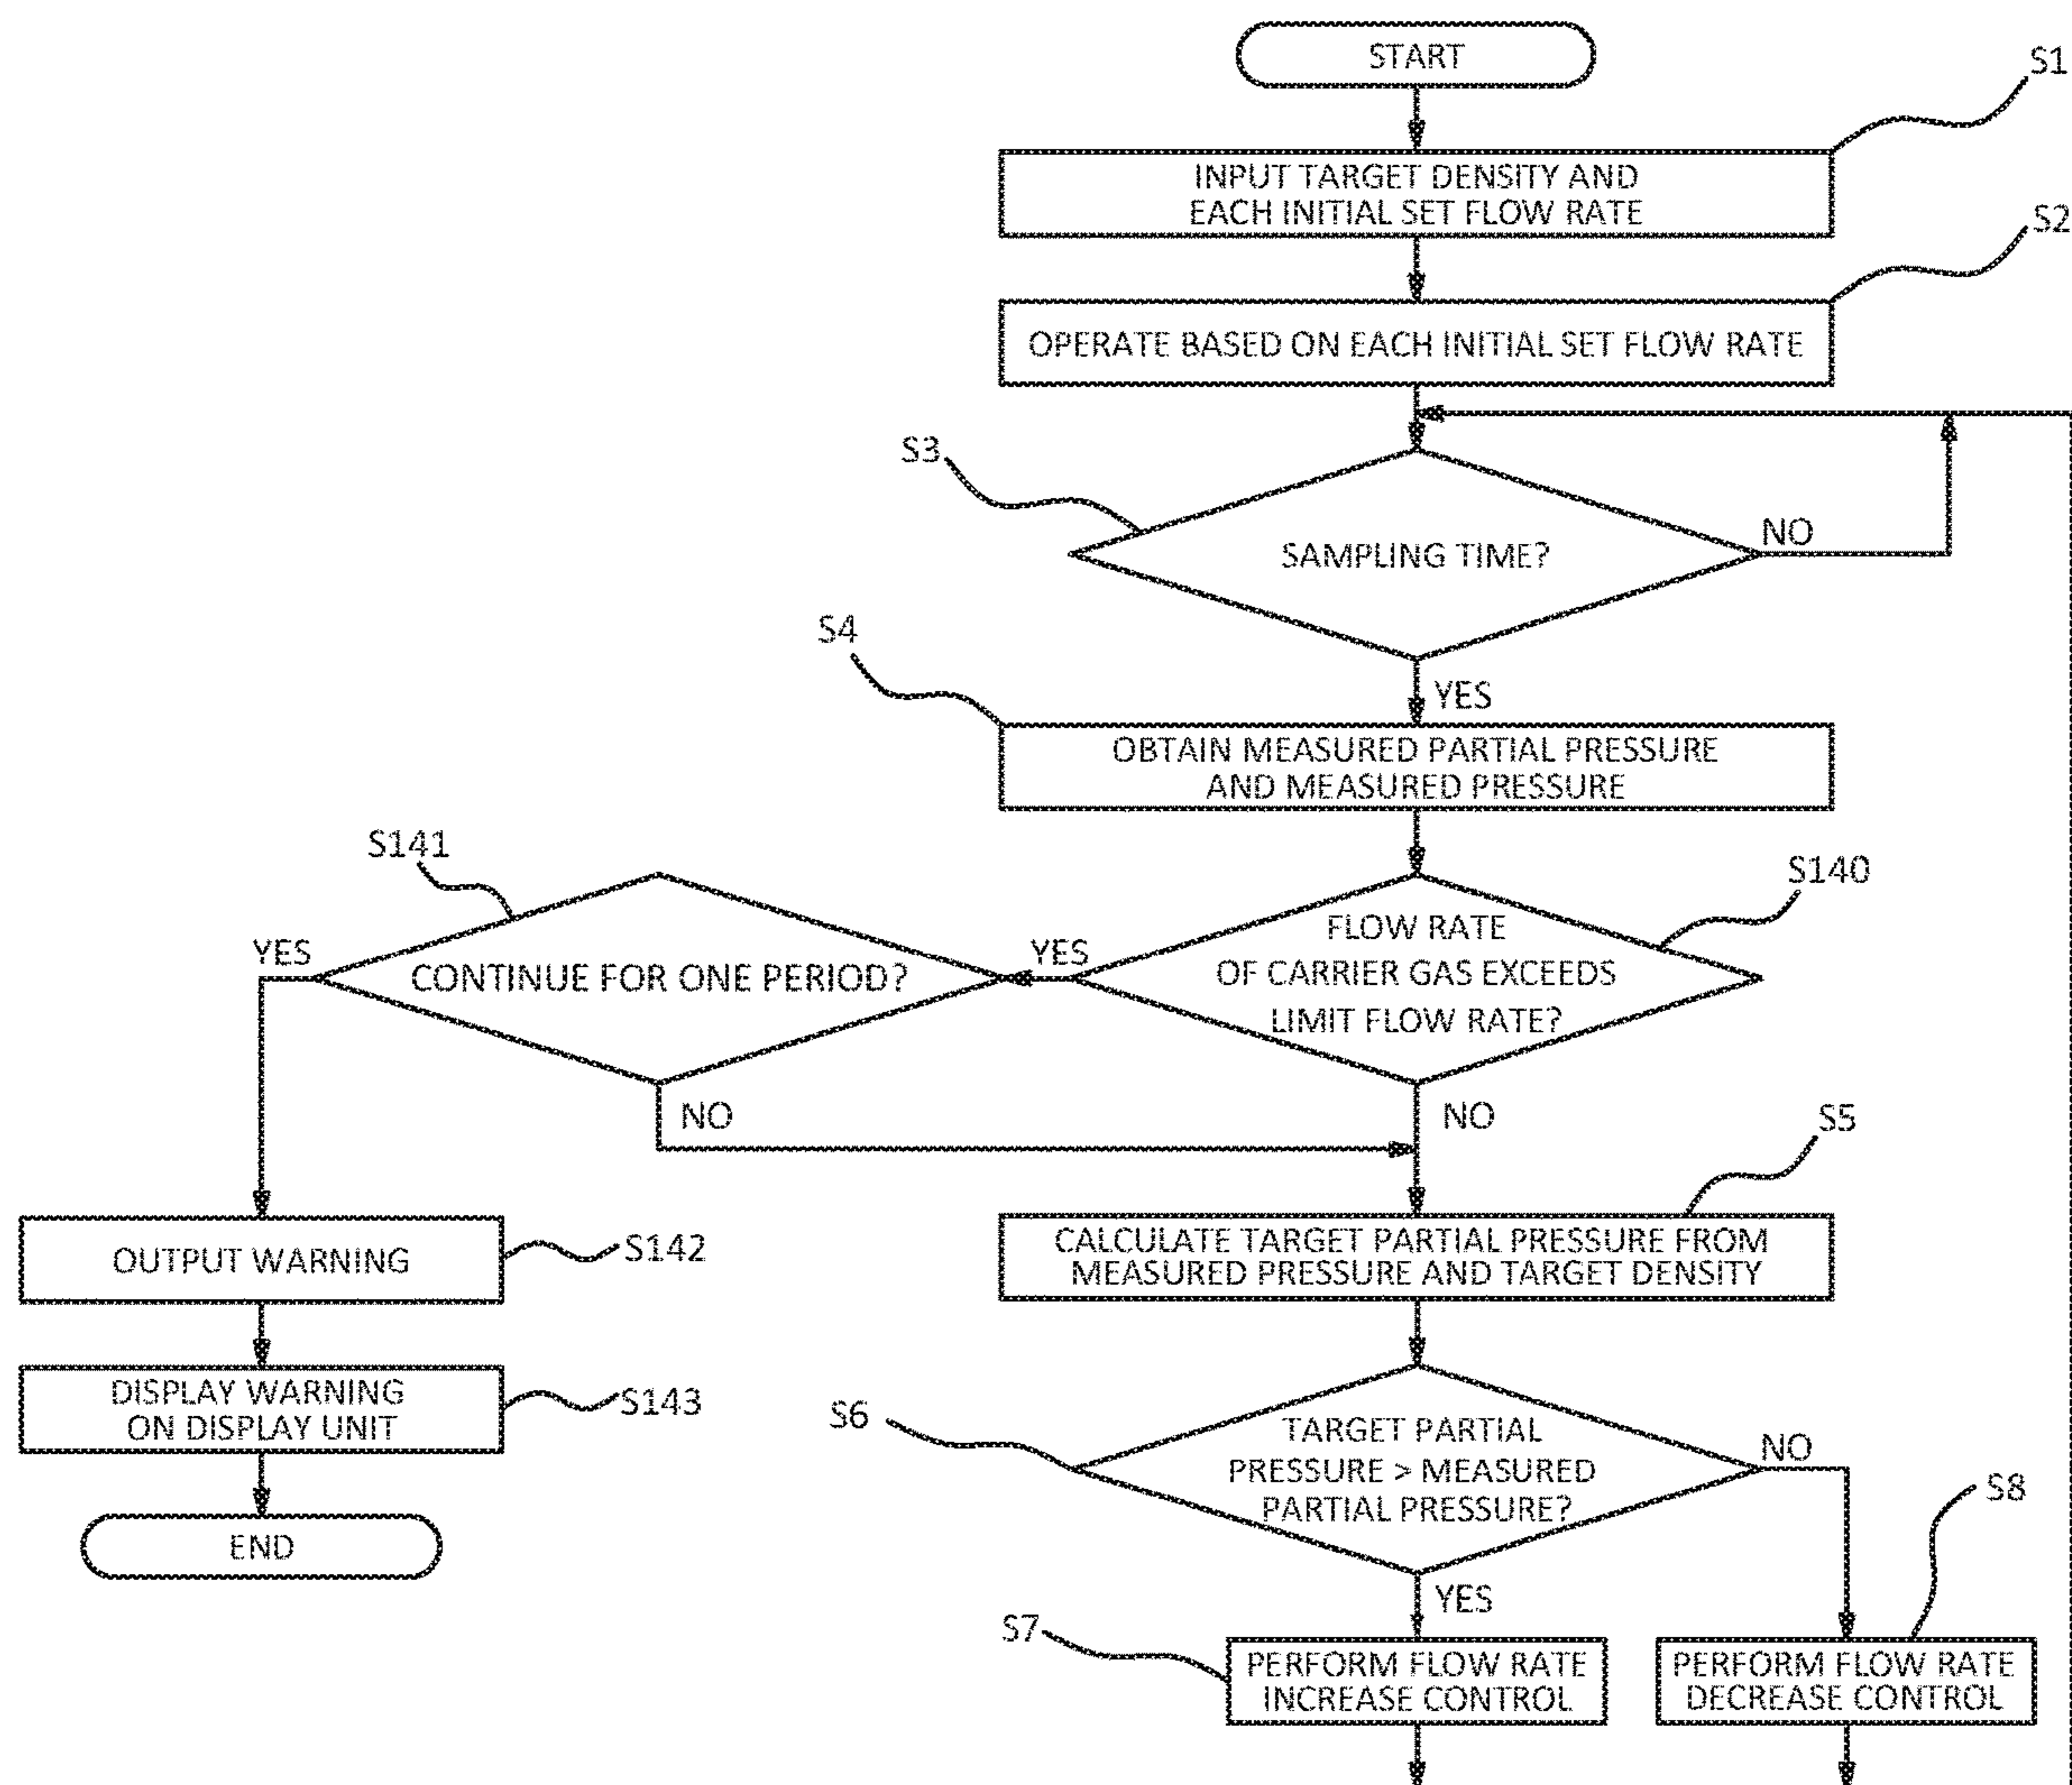 START
S1
INPUT TARGET DENSITY AND
EACH INITIAL SET FLOW RATE
S2
OPERATE BASED ON EACH INITIAL SET FLOW RATE
S3
SAMPLING TIME?
NO
YES
S4
OBTAIN MEASURED PARTIAL PRESSURE
AND MEASURED PRESSURE
S141
YES
CONTINUE FOR ONE PERIOD?
NO
YES
S140
FLOW RATE
OF CARRIER GAS EXCEEDS
LIMIT FLOW RATE?
NO
S5
CALCULATE TARGET PARTIAL PRESSURE FROM
MEASURED PRESSURE AND TARGET DENSITY
OUTPUT WARNING
S142
DISPLAY WARNING
ON DISPLAY UNIT
S143
END
S6
TARGET PARTIAL
PRESSURE > MEASURED
PARTIAL PRESSURE?
NO
YES
S8
S7
PERFORM FLOW RATE
INCREASE CONTROL
PERFORM FLOW RATE
DECREASE CONTROL